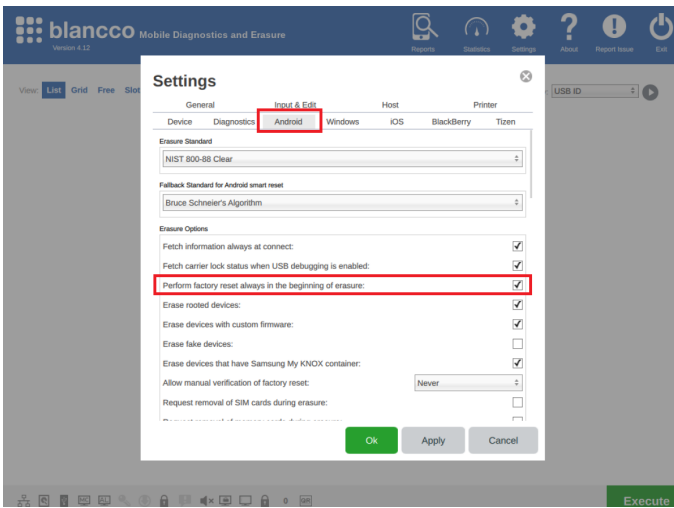 blancco Mobile Diagnostics and Erasure
Version 4.12
Reports Statistics Settings About Report Issue Exit
View: List Grid Free Slot
USB ID
Settings
General Input & Edit Host Printer
Device Diagnostics Android Windows iOS BlackBerry Tizen
Erasure Standard
NIST 800-88 Clear
Fallback Standard for Android smart reset
Bruce Schneier's Algorithm
Erasure Options
Fetch information always at connect:
Fetch carrier lock status when USB debugging is enabled:
Perform factory reset always in the beginning of erasure:
Erase rooted devices:
Erase devices with custom firmware:
Erase fake devices:
Erase devices that have Samsung My KNOX container:
Allow manual verification of factory reset: Never
Request removal of SIM cards during erasure:
Ok Apply Cancel
0 QR
Execute